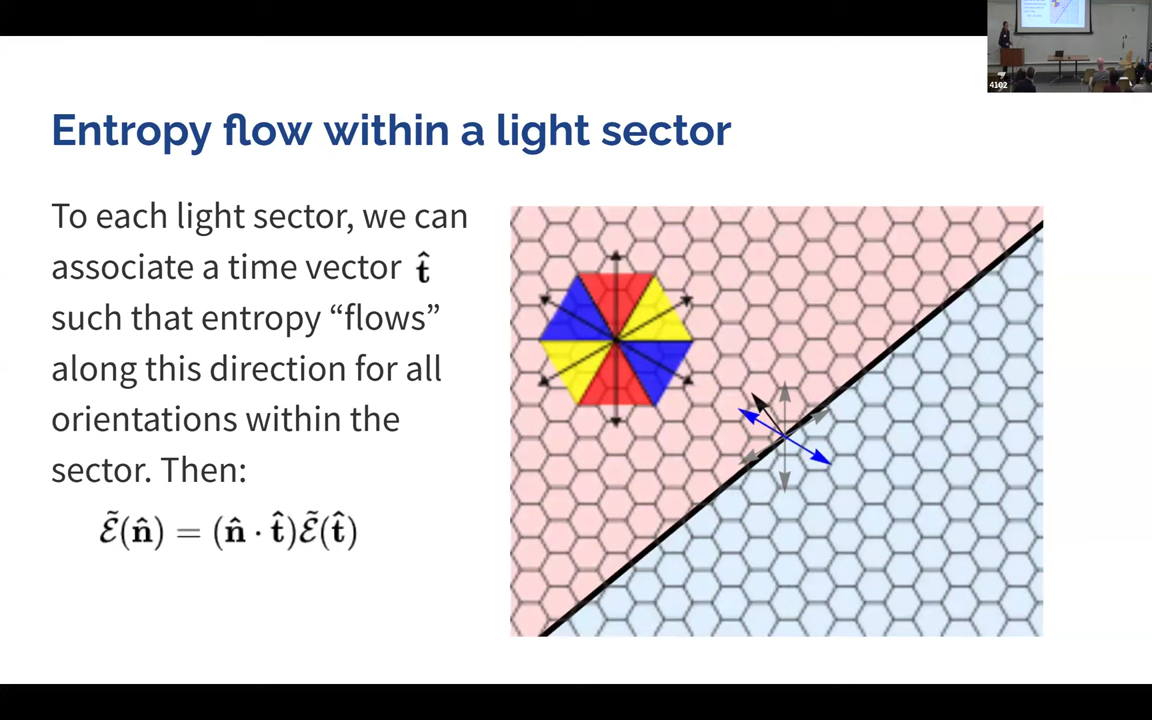 4102
Entropy flow within a light sector
To each light sector, we can
associate a time vector t̂
such that entropy “flows”
along this direction for all
orientations within the
sector. Then:
ℰ̃(n̂) = (n̂ · t̂)ℰ̃(t̂)